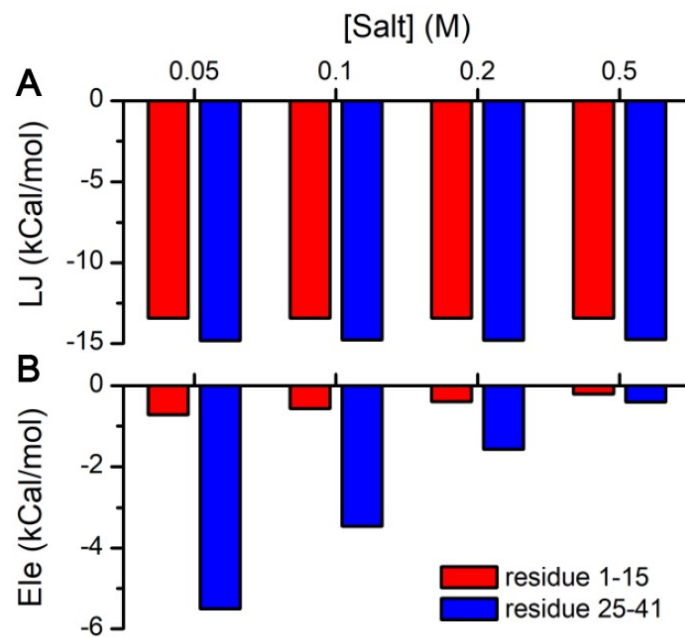 [Salt] (M)
A
0.05 0.1 0.2 0.5
0
-5
-10
-15
LJ (kCal/mol)
B
0
-2
-4
-6
Ele (kCal/mol)
residue 1-15
residue 25-41